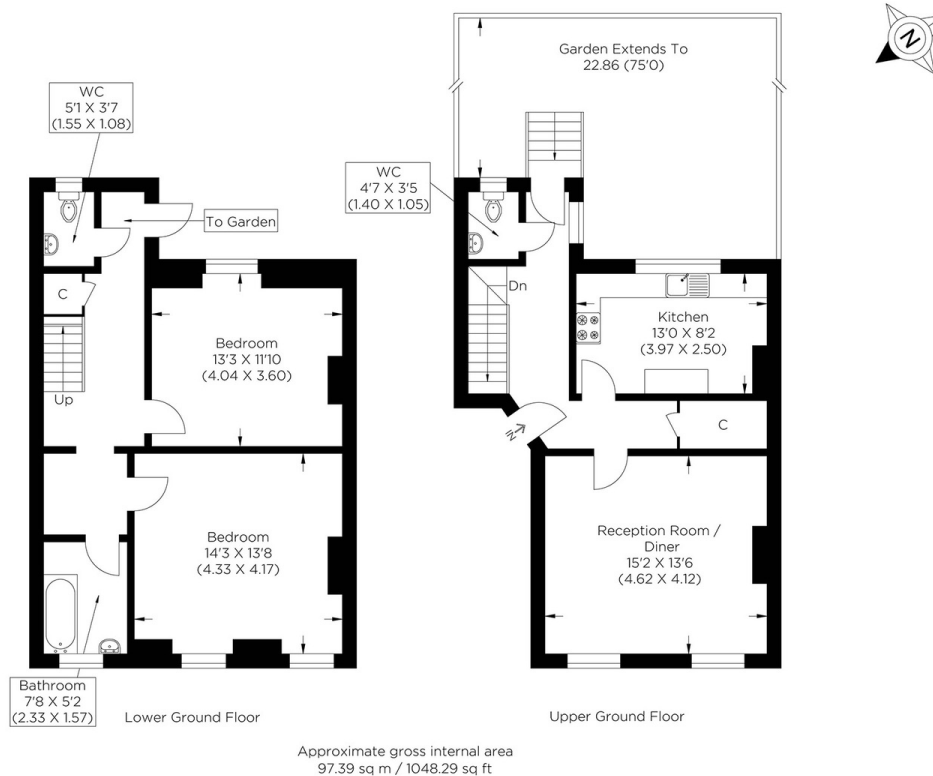 WC
5'1 X 3'7
(1.55 X 1.08)
To Garden
C
Up
Bedroom
13'3 X 11'10
(4.04 X 3.60)
Bedroom
14'3 X 13'8
(4.33 X 4.17)
Bathroom
7'8 X 5'2
(2.33 X 1.57)
Lower Ground Floor
N
Garden Extends To
22.86 (75'0)
WC
4'7 X 3'5
(1.40 X 1.05)
Dn
Kitchen
13'0 X 8'2
(3.97 X 2.50)
IN
C
Reception Room /
Diner
15'2 X 13'6
(4.62 X 4.12)
Upper Ground Floor
Approximate gross internal area
97.39 sq m / 1048.29 sq ft